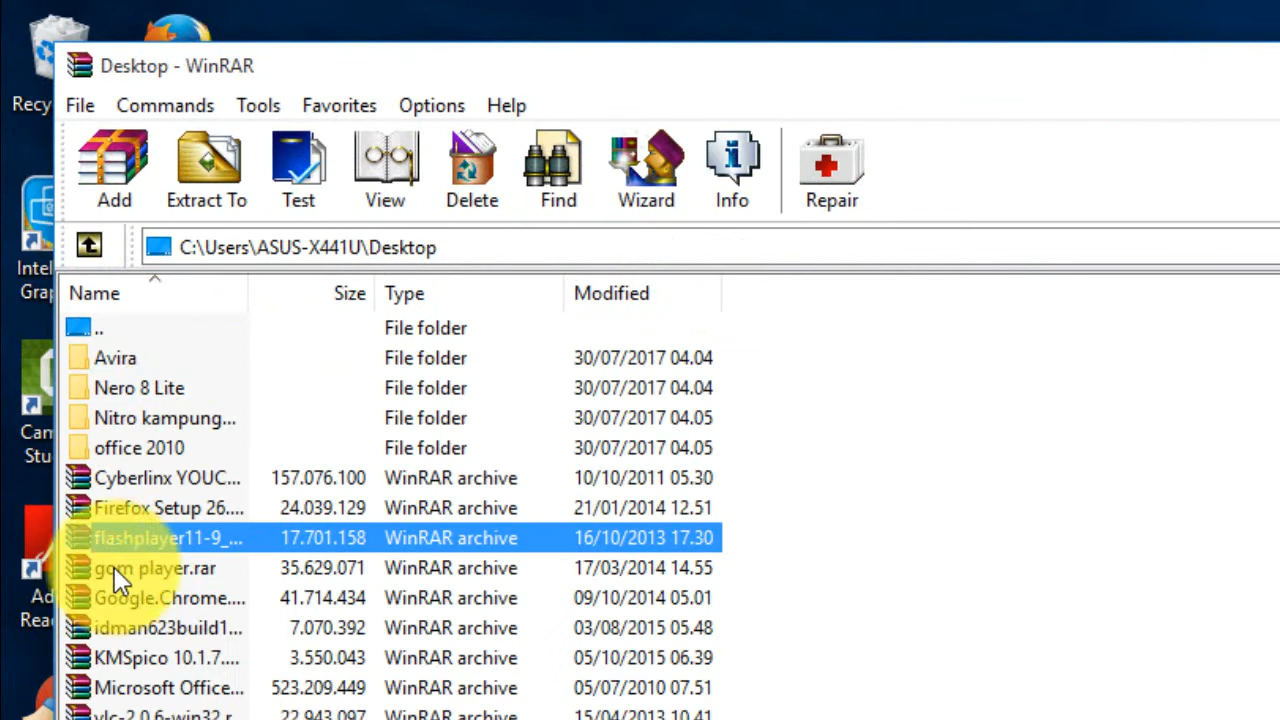 Desktop - WinRAR
Recy
File Commands Tools Favorites Options Help
Add Extract To Test View Delete Find Wizard Info Repair
C:\Users\ASUS-X441U\Desktop
Intel
Grap
Name Size Type Modified
.. File folder
Avira File folder 30/07/2017 04.04
Nero 8 Lite File folder 30/07/2017 04.04
Nitro kampung... File folder 30/07/2017 04.05
Cam
Stu
office 2010 File folder 30/07/2017 04.05
Cyberlinx YOUC... 157.076.100 WinRAR archive 10/10/2011 05.30
Firefox Setup 26.... 24.039.129 WinRAR archive 21/01/2014 12.51
flashplayer11-9_... 17.701.158 WinRAR archive 16/10/2013 17.30
gom player.rar 35.629.071 WinRAR archive 17/03/2014 14.55
Ad
Rea
Google.Chrome.... 41.714.434 WinRAR archive 09/10/2014 05.01
idman623build1... 7.070.392 WinRAR archive 03/08/2015 05.48
KMSpico 10.1.7.... 3.550.043 WinRAR archive 05/10/2015 06.39
Microsoft Office... 523.209.449 WinRAR archive 05/07/2010 07.51
vlc-2.0.6-win32.r 22.943.097 WinRAR archive 15/04/2013 10.41